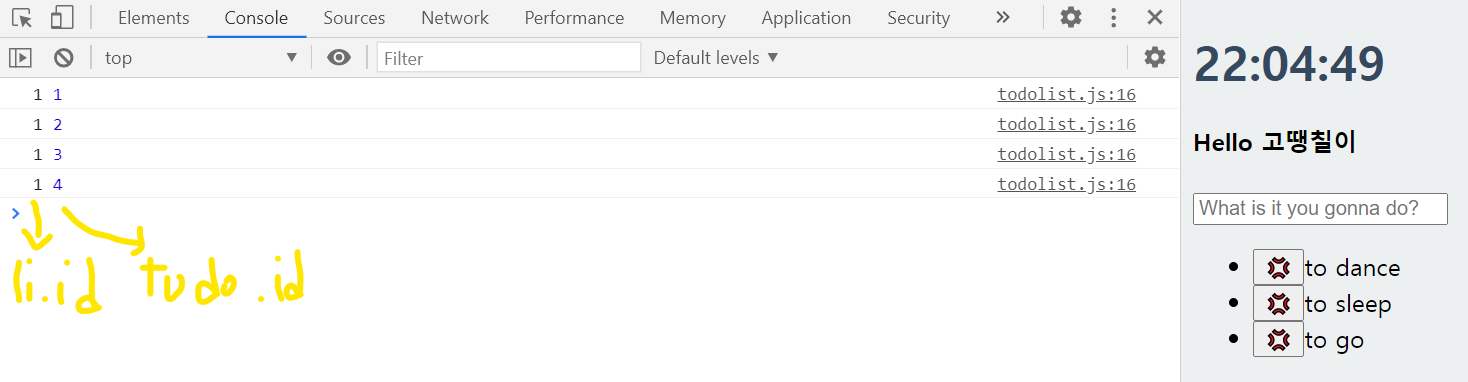 Elements Console Sources Network Performance Memory Application Security »
top Filter Default levels ▼
1 1 todolist.js:16
1 2 todolist.js:16
1 3 todolist.js:16
1 4 todolist.js:16
>
li.id todo.id
22:04:49
Hello 고땡칠이
What is it you gonna do?
to dance
to sleep
to go